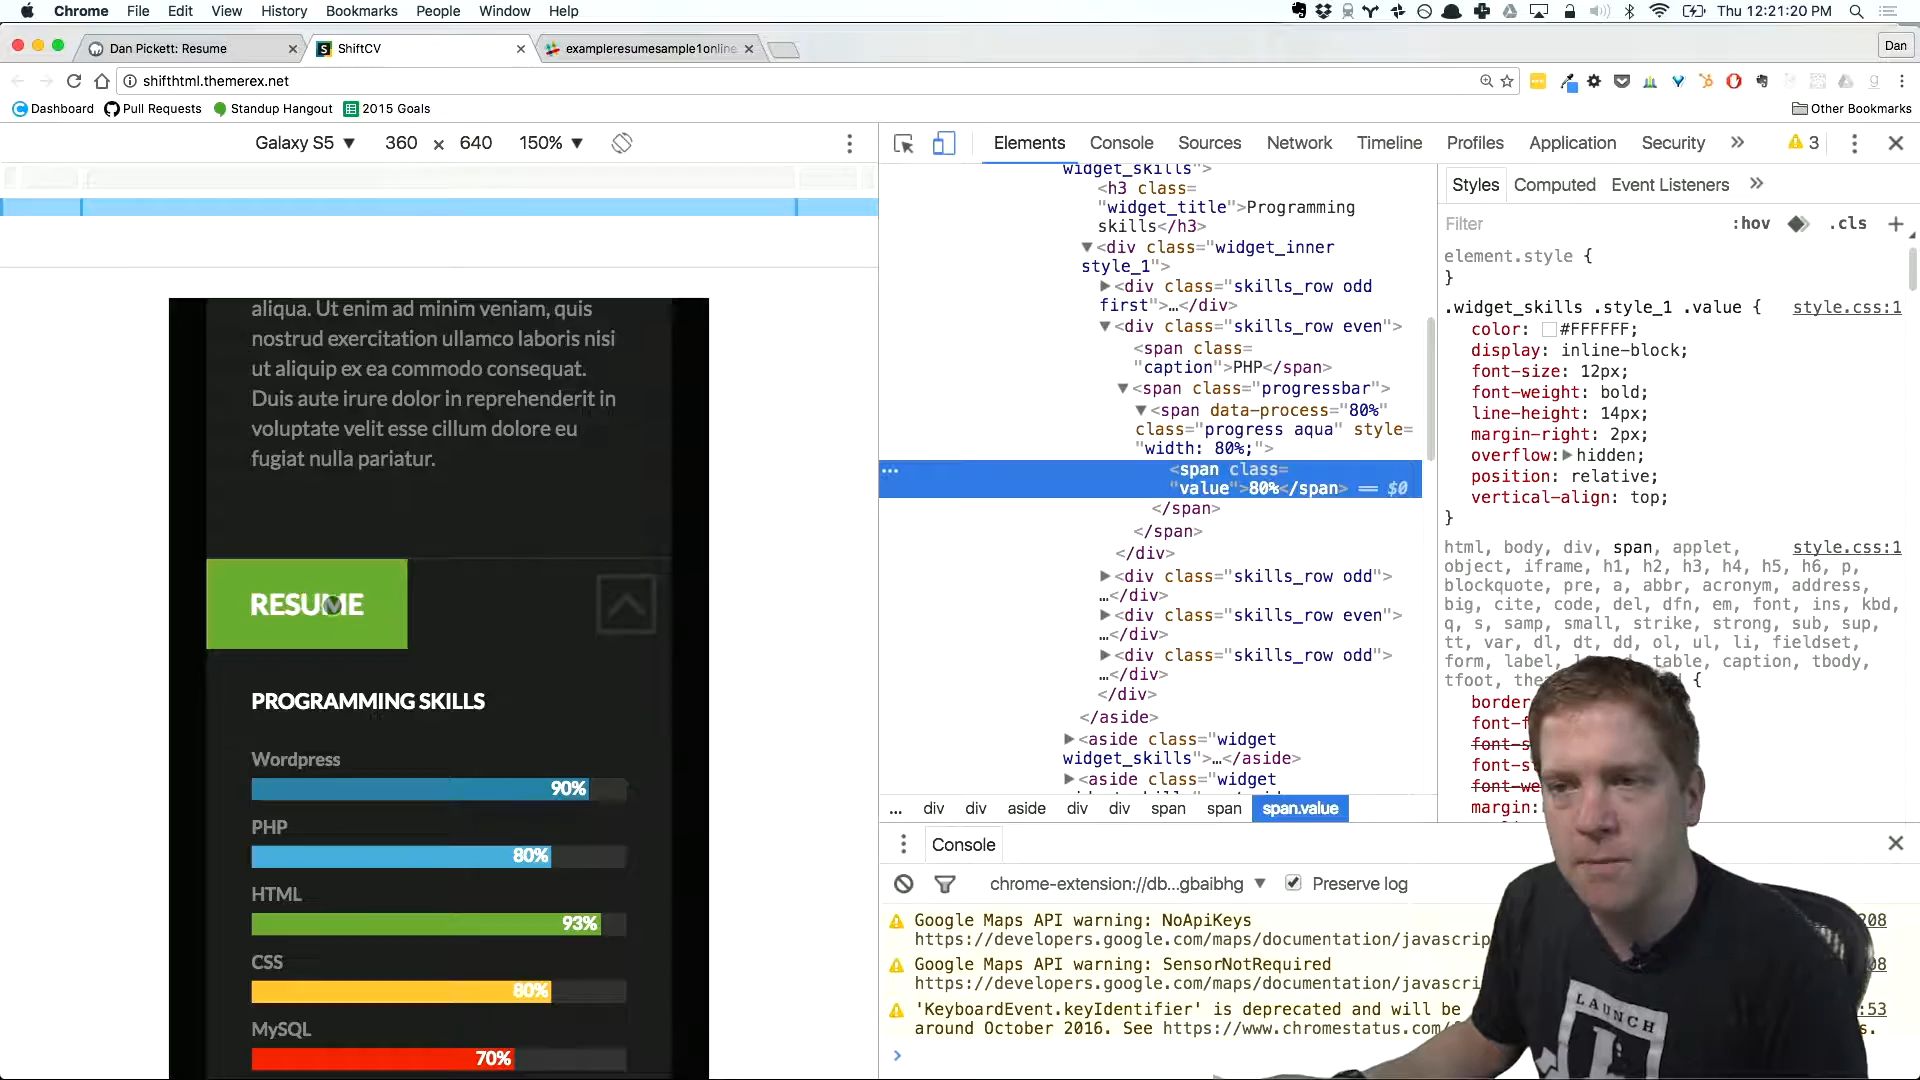 Chrome File Edit View History Bookmarks People Window Help Thu 12:21:20 PM
Dan Pickett: Resume ShiftCV exampleresumesample1online. Dan
shifthtml.themerex.net
Dashboard Pull Requests Standup Hangout 2015 Goals Other Bookmarks
Galaxy S5 ▼ 360 × 640 150% ▼
Elements Console Sources Network Timeline Profiles Application Security » 3
aliqua. Ut enim ad minim veniam, quis
nostrud exercitation ullamco laboris nisi
ut aliquip ex ea commodo consequat.
Duis aute irure dolor in reprehenderit in
voluptate velit esse cillum dolore eu
fugiat nulla pariatur.
RESUME
PROGRAMMING SKILLS
Wordpress
90%
PHP
80%
HTML
93%
CSS
80%
MySQL
70%
widget_skills">
<h3 class=
"widget_title">Programming
skills</h3>
▼<div class="widget_inner
style_1">
▶<div class="skills_row odd
first">…</div>
▼<div class="skills_row even">
<span class=
"caption">PHP</span>
▼<span class="progressbar">
▼<span data-process="80%"
class="progress aqua" style=
"width: 80%;">
<span class=
"value">80%</span> == $0
</span>
</span>
</div>
▶<div class="skills_row odd">
…</div>
▶<div class="skills_row even">
…</div>
▶<div class="skills_row odd">
…</div>
</div>
</aside>
▶<aside class="widget
widget_skills">…</aside>
▶<aside class="widget
... div div aside div div span span span.value
Styles Computed Event Listeners »
Filter :hov .cls +
element.style {
}
.widget_skills .style_1 .value { style.css:1
color: #FFFFFF;
display: inline-block;
font-size: 12px;
font-weight: bold;
line-height: 14px;
margin-right: 2px;
overflow:▶hidden;
position: relative;
vertical-align: top;
}
html, body, div, span, applet, style.css:1
object, iframe, h1, h2, h3, h4, h5, h6, p,
blockquote, pre, a, abbr, acronym, address,
big, cite, code, del, dfn, em, font, ins, kbd,
q, s, samp, small, strike, strong, sub, sup,
tt, var, dl, dt, dd, ol, ul, li, fieldset,
form, label, table, caption, tbody,
tfoot, {
margin:
Console
chrome-extension://db...gbaibhg ▼ Preserve log
Google Maps API warning: NoApiKeys
https://developers.google.com/maps/documentation/javascrip
Google Maps API warning: SensorNotRequired
https://developers.google.com/maps/documentation/javascri
'KeyboardEvent.keyIdentifier' is deprecated and will be :53
around October 2016. See https://www.chromestatus.com/
LAUNCH